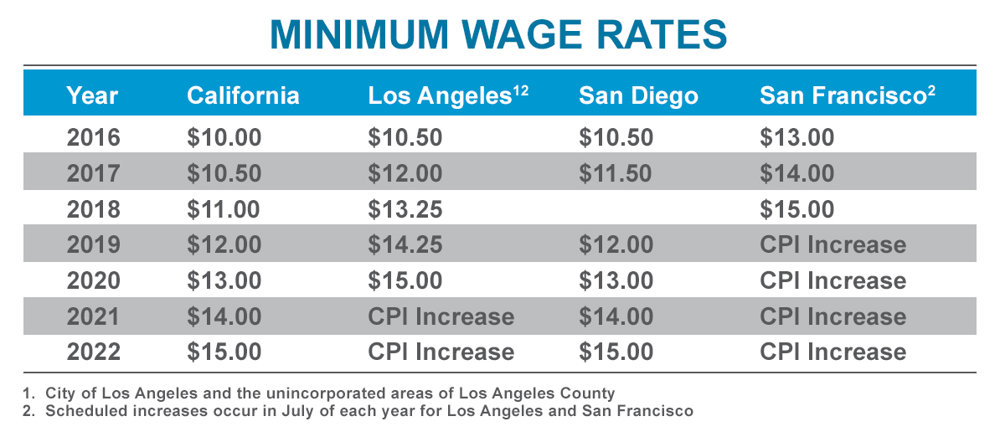 MINIMUM WAGE RATES
Year California Los Angeles¹² San Diego San Francisco²
2016 $10.00 $10.50 $10.50 $13.00
2017 $10.50 $12.00 $11.50 $14.00
2018 $11.00 $13.25 $15.00
2019 $12.00 $14.25 $12.00 CPI Increase
2020 $13.00 $15.00 $13.00 CPI Increase
2021 $14.00 CPI Increase $14.00 CPI Increase
2022 $15.00 CPI Increase $15.00 CPI Increase
1. City of Los Angeles and the unincorporated areas of Los Angeles County
2. Scheduled increases occur in July of each year for Los Angeles and San Francisco